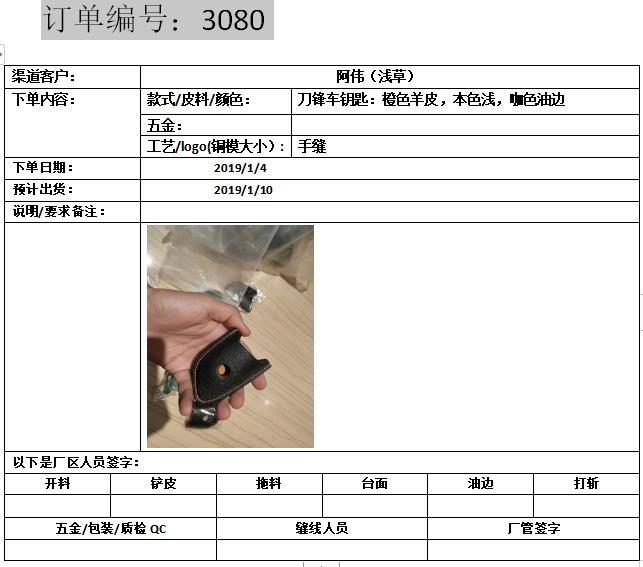 订单编号：3080
渠道客户： 阿伟（浅草）
下单内容： 款式/皮料/颜色： 刀锋车钥匙：橙色羊皮，本色浅，咖色油边
五金：
工艺/logo(铜模大小）： 手缝
下单日期： 2019/1/4
预计出货： 2019/1/10
说明/要求备注：
以下是厂区人员签字：
开料 铲皮 拖料 台面 油边 打斩
五金/包装/质检 QC 缝线人员 厂管签字